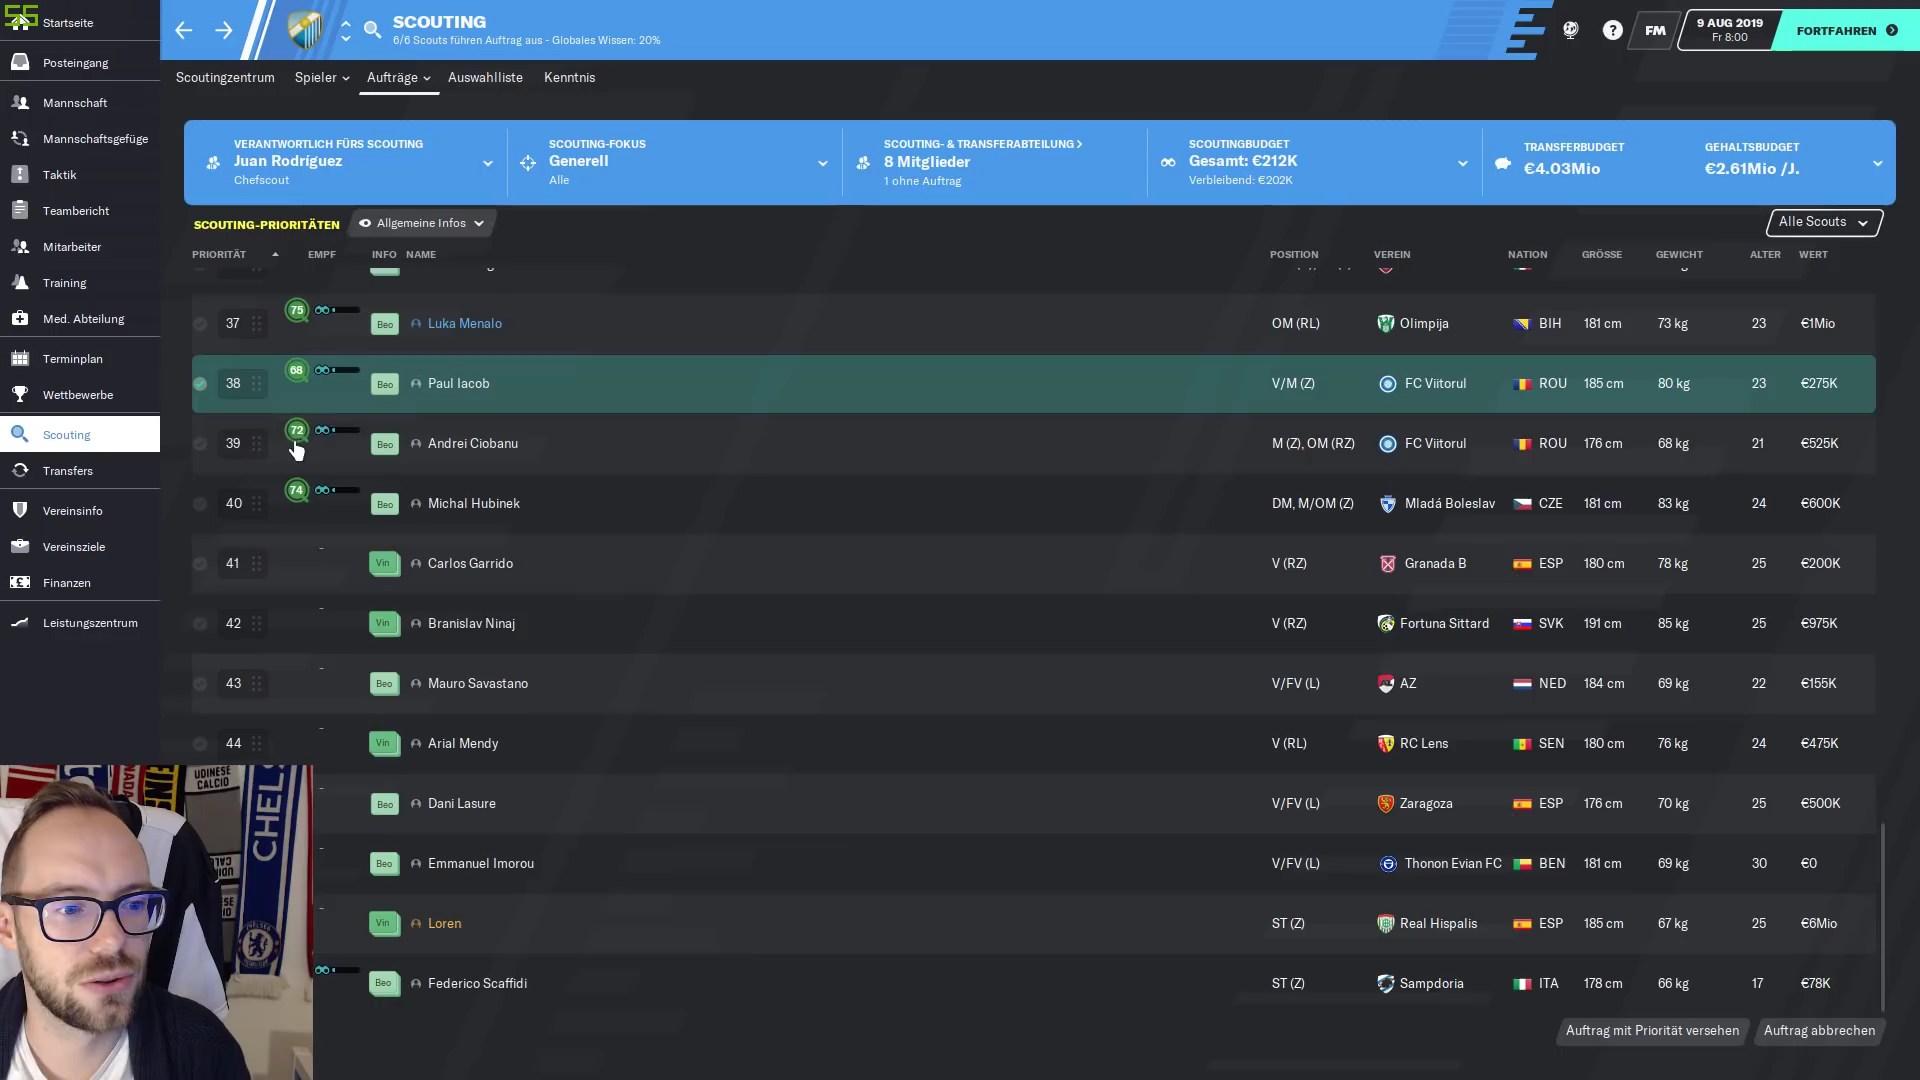 Startseite
Posteingang
Mannschaft
Mannschaftsgefüge
Taktik
Teambericht
Mitarbeiter
Training
Med. Abteilung
Terminplan
Wettbewerbe
Scouting
Transfers
Vereinsinfo
Vereinsziele
Finanzen
Leistungszentrum
SCOUTING
6/6 Scouts führen Auftrag aus - Globales Wissen: 20%
FM
9 AUG 2019
Fr 8:00
FORTFAHREN
Scoutingzentrum Spieler Aufträge Auswahlliste Kenntnis
VERANTWORTLICH FÜRS SCOUTING
Juan Rodríguez
Chefscout
SCOUTING-FOKUS
Generell
Alle
SCOUTING- & TRANSFERABTEILUNG >
8 Mitglieder
1 ohne Auftrag
SCOUTINGBUDGET
Gesamt: €212K
Verbleibend: €202K
TRANSFERBUDGET
€4.03Mio
GEHALTSBUDGET
€2.61Mio /J.
SCOUTING-PRIORITÄTEN Allgemeine Infos Alle Scouts
PRIORITÄT EMPF INFO NAME POSITION VEREIN NATION GRÖSSE GEWICHT ALTER WERT
37 75 Beo Luka Menalo OM (RL) Olimpija BIH 181 cm 73 kg 23 €1Mio
38 68 Beo Paul Iacob V/M (Z) FC Viitorul ROU 185 cm 80 kg 23 €275K
39 72 Beo Andrei Ciobanu M (Z), OM (RZ) FC Viitorul ROU 176 cm 68 kg 21 €525K
40 74 Beo Michal Hubinek DM, M/OM (Z) Mladá Boleslav CZE 181 cm 83 kg 24 €600K
41 - Vin Carlos Garrido V (RZ) Granada B ESP 180 cm 78 kg 25 €200K
42 - Vin Branislav Ninaj V (RZ) Fortuna Sittard SVK 191 cm 85 kg 25 €975K
43 - Beo Mauro Savastano V/FV (L) AZ NED 184 cm 69 kg 22 €155K
44 - Vin Arial Mendy V (RL) RC Lens SEN 180 cm 76 kg 24 €475K
- Beo Dani Lasure V/FV (L) Zaragoza ESP 176 cm 70 kg 25 €500K
- Beo Emmanuel Imorou V/FV (L) Thonon Evian FC BEN 181 cm 69 kg 30 €0
- Vin Loren ST (Z) Real Hispalis ESP 185 cm 67 kg 25 €6Mio
Beo Federico Scaffidi ST (Z) Sampdoria ITA 178 cm 66 kg 17 €78K
Auftrag mit Priorität versehen Auftrag abbrechen
UDINESE
CALCIO
CHELS